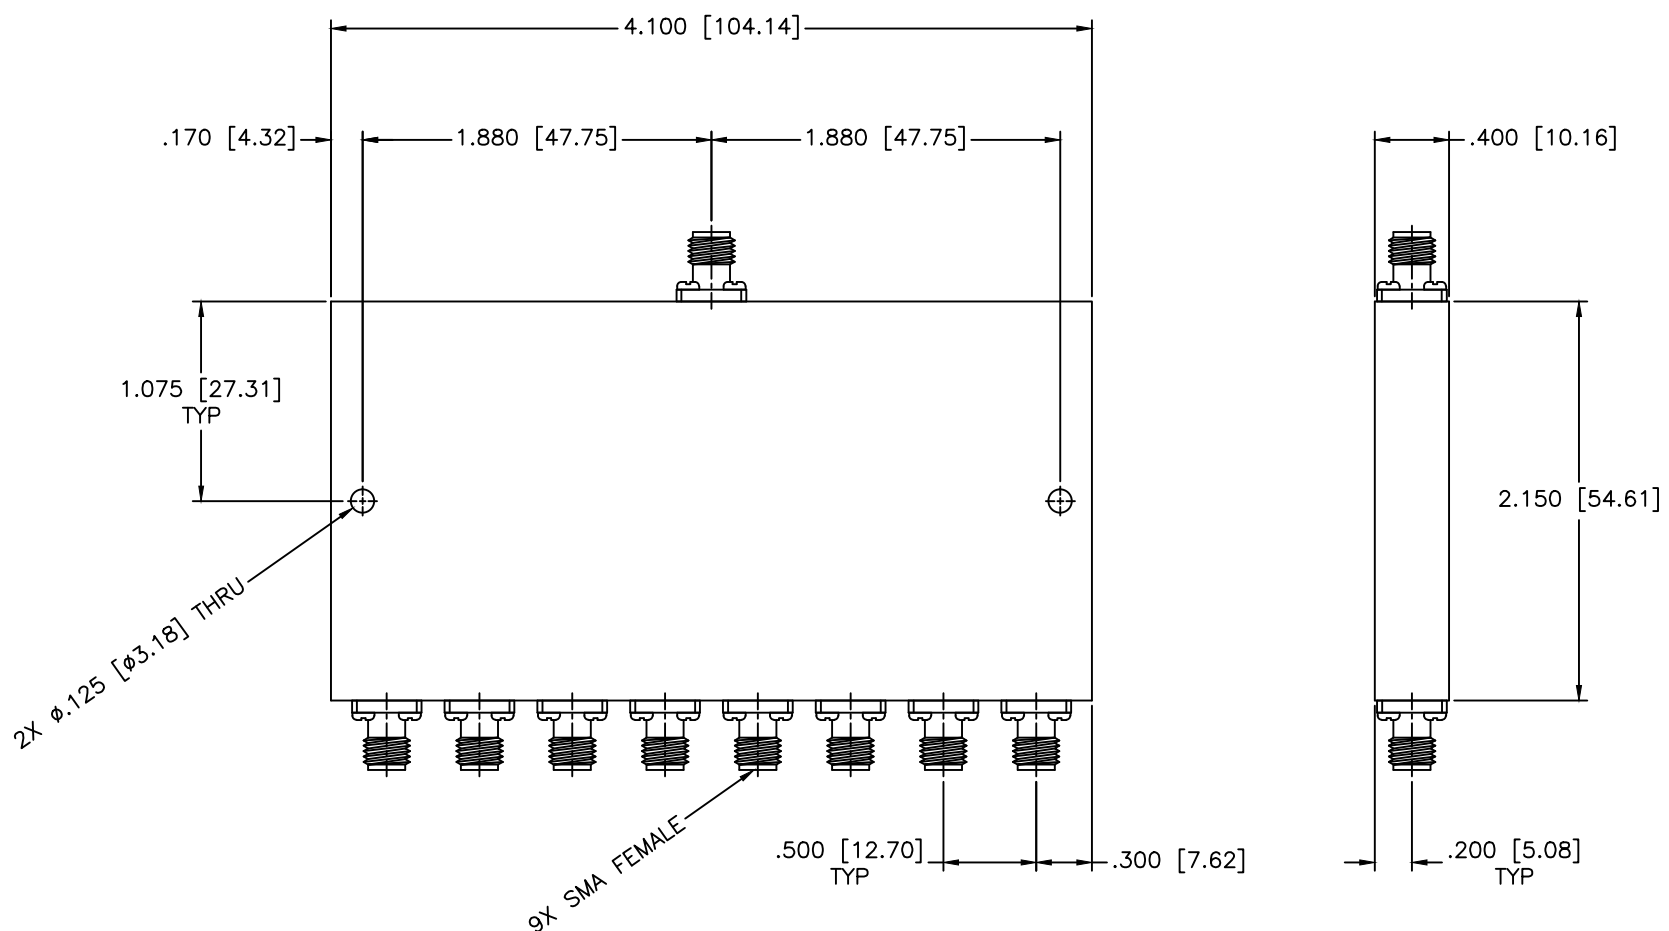 4.100 [104.14]
.170 [4.32]
1.880 [47.75]
1.880 [47.75]
.400 [10.16]
1.075 [27.31]
TYP
2.150 [54.61]
2X ø.125 [ø3.18] THRU
9X SMA FEMALE
.500 [12.70]
TYP
.300 [7.62]
.200 [5.08]
TYP